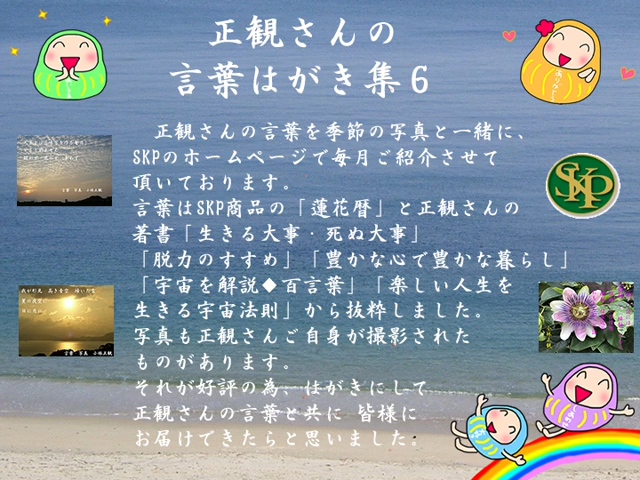 正観さんの
言葉はがき集6
正観さんの言葉を季節の写真と一緒に、
SKPのホームページで毎月ご紹介させて
頂いております。
言葉はSKP商品の「蓮花暦」と正観さんの
著書「生きる大事・死ぬ大事」
「脱力のすすめ」「豊かな心で豊かな暮らし」
「宇宙を解説◆百言葉」「楽しい人生を
生きる宇宙法則」から抜粋しました。
写真も正観さんご自身が撮影された
ものがあります。
それが好評の為、はがきにして
正観さんの言葉と共に 皆様に
お届けできたらと思いました。
SKP
言葉 写真 小林正観